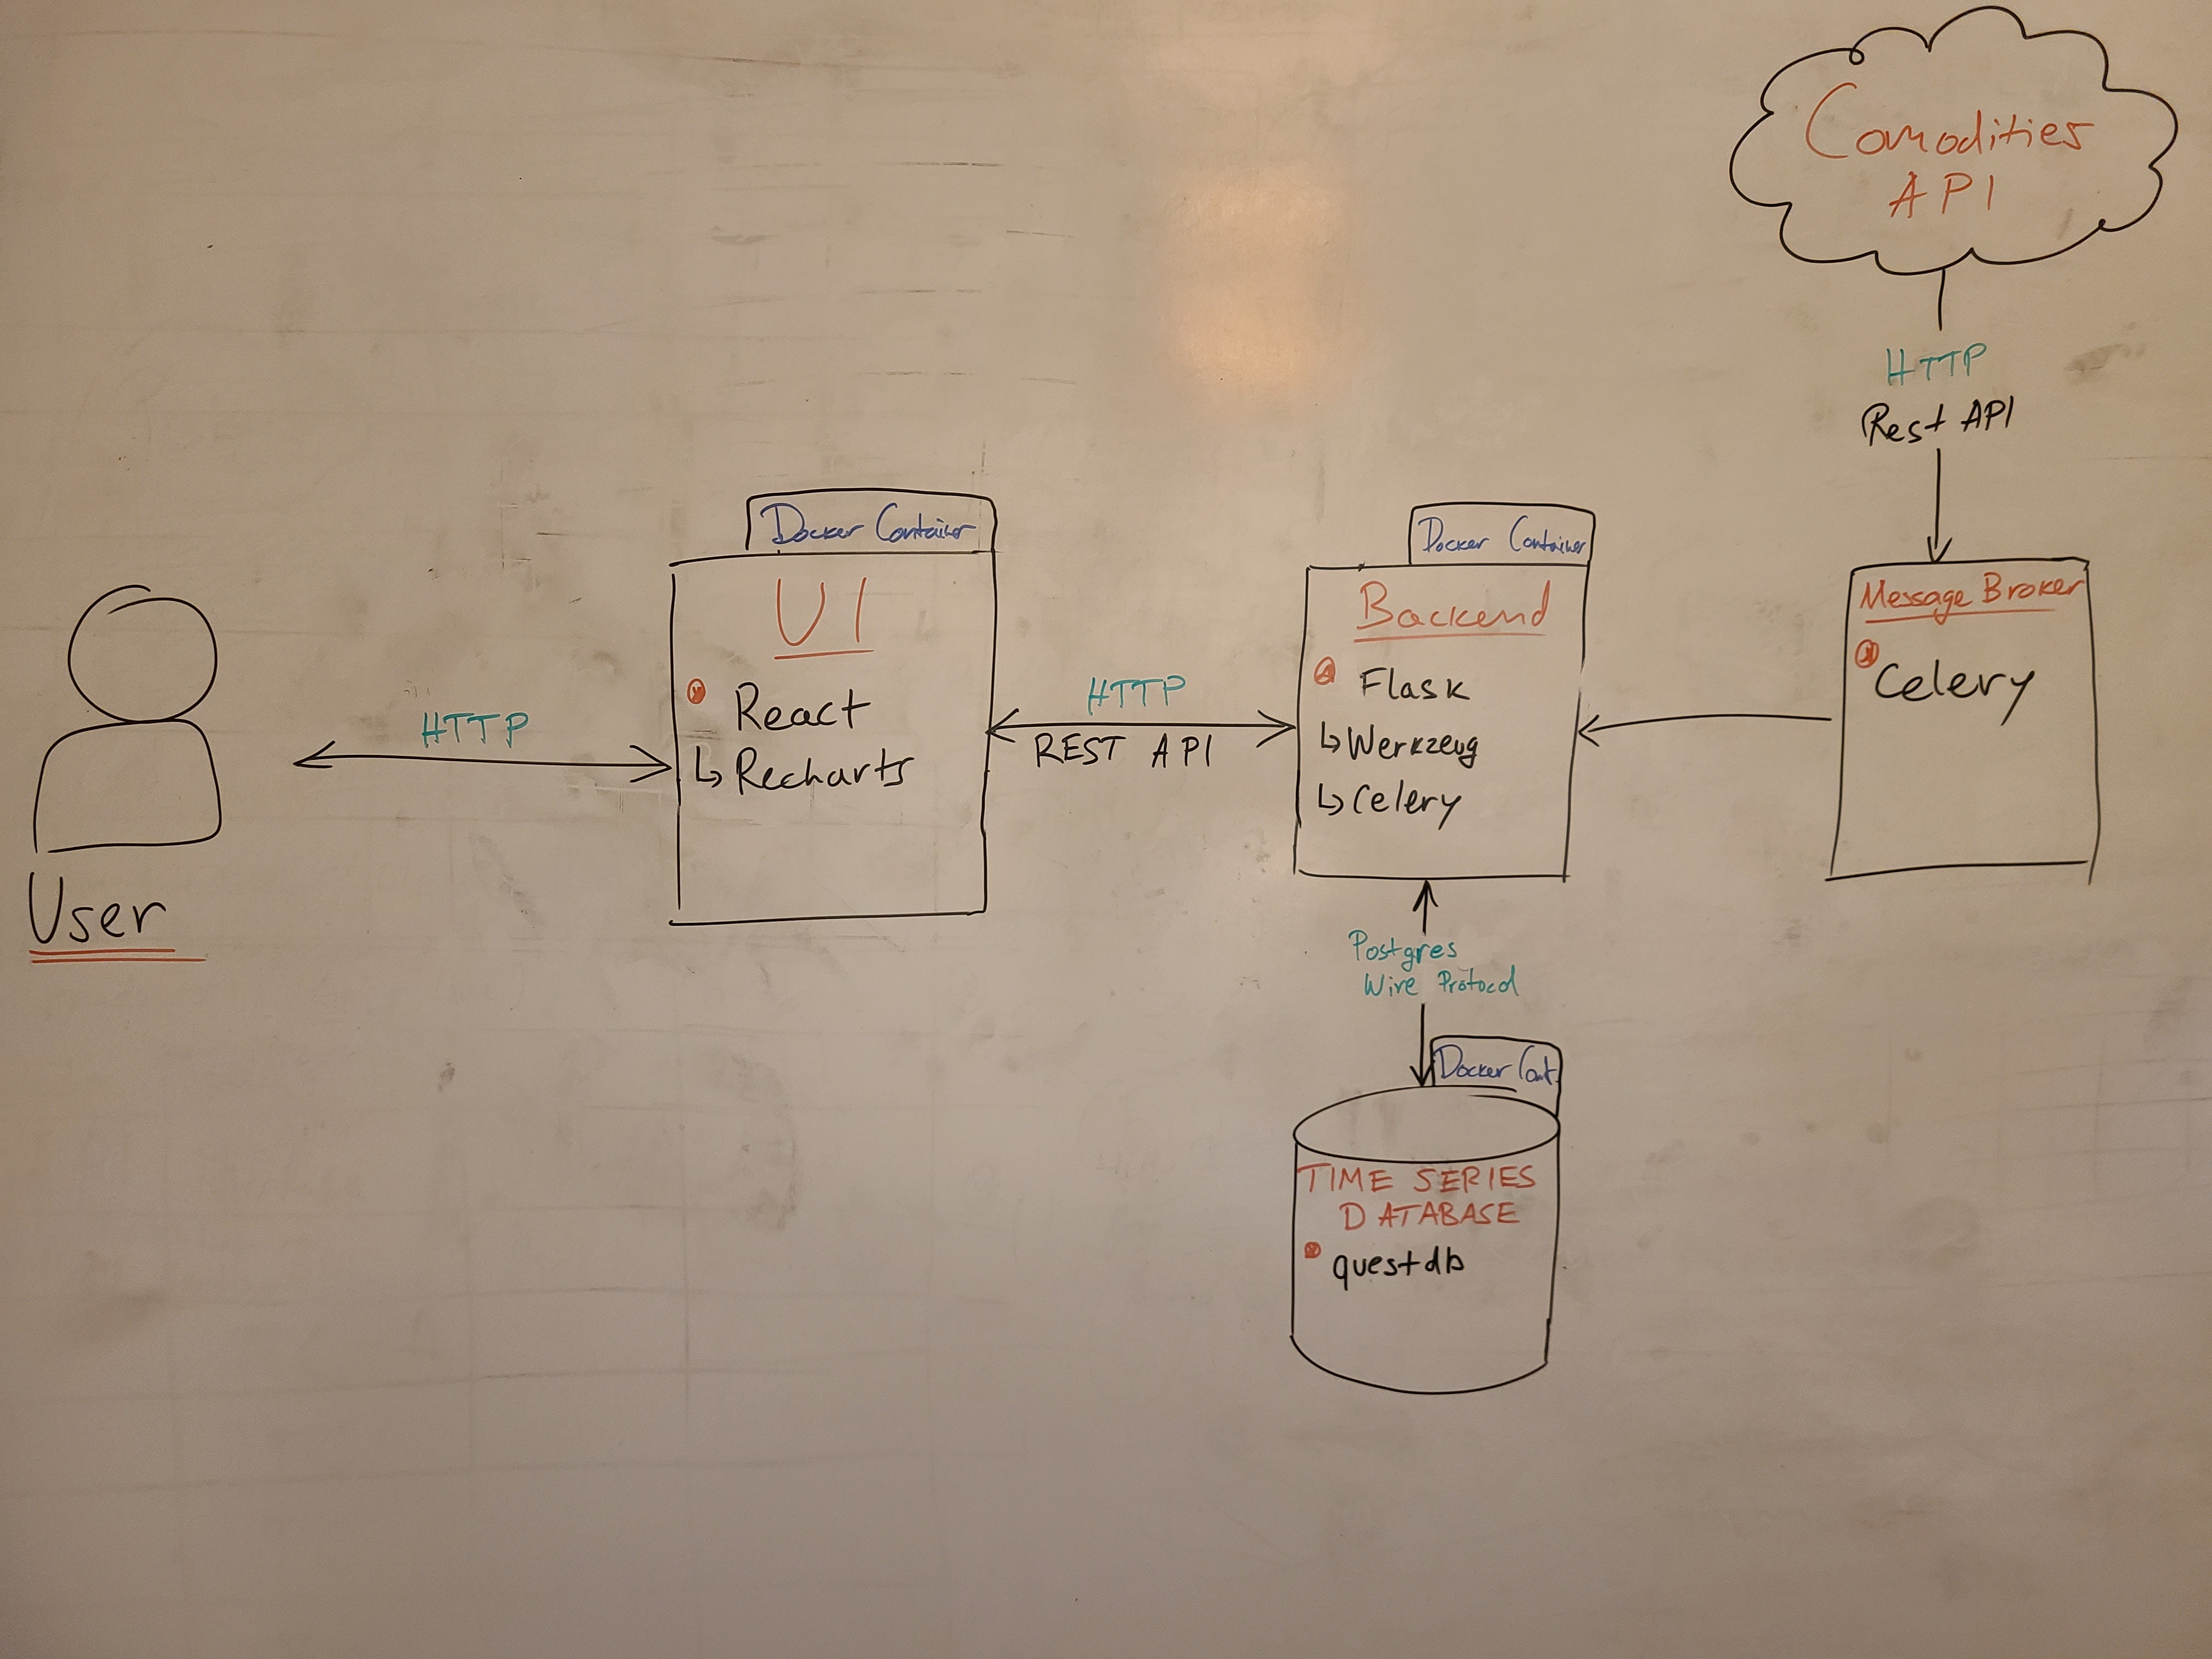 Comodities
API
HTTP
Rest API
Docker Container
UI
React
↳ Recharts
HTTP
User
HTTP
REST API
Docker Container
Backend
Flask
↳ Werkzeug
↳ Celery
Message Broker
Celery
Postgres
Wire Protocol
Docker Cont.
TIME SERIES
DATABASE
questdb